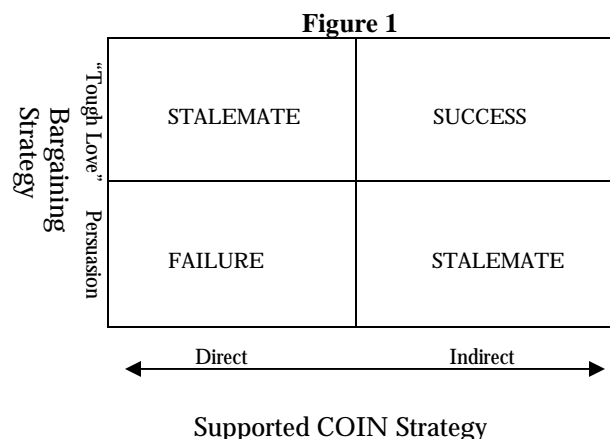 Figure 1
Bargaining
Strategy
“Tough Love”
Persuasion
STALEMATE SUCCESS
FAILURE STALEMATE
Direct Indirect
Supported COIN Strategy